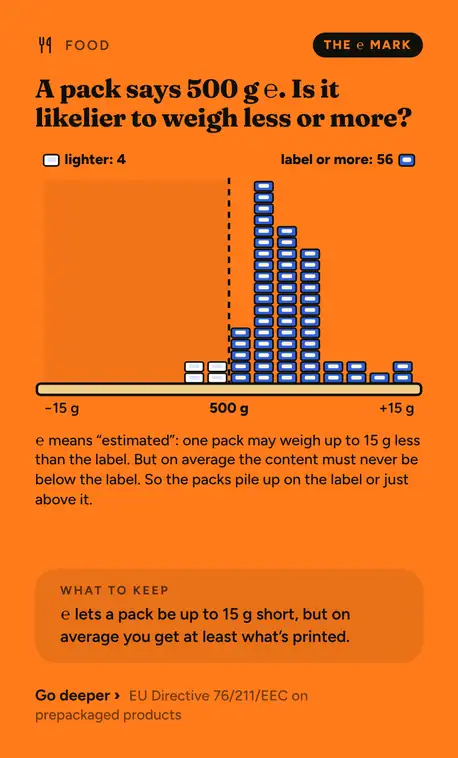 FOOD
THE ℮ MARK
A pack says 500 g ℮. Is it
likelier to weigh less or more?
lighter: 4
label or more: 56
−15 g
500 g
+15 g
℮ means “estimated”: one pack may weigh up to 15 g less
than the label. But on average the content must never be
below the label. So the packs pile up on the label or just
above it.
WHAT TO KEEP
℮ lets a pack be up to 15 g short, but on
average you get at least what’s printed.
Go deeper › EU Directive 76/211/EEC on
prepackaged products